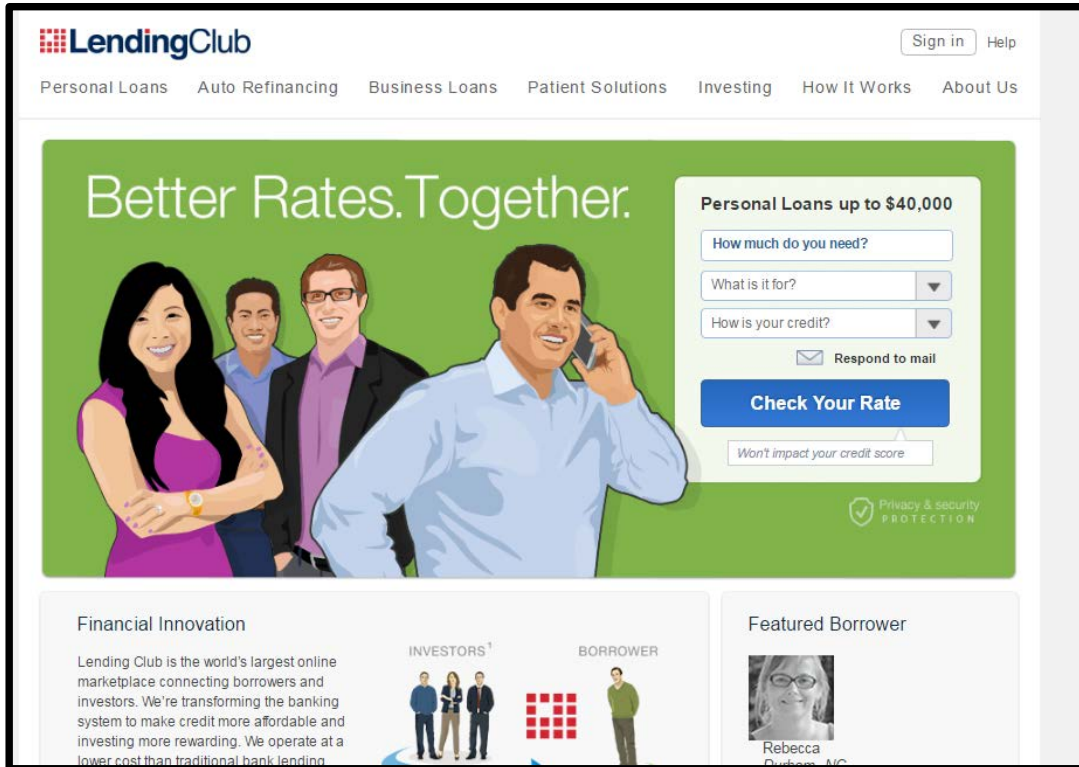 LendingClub
Sign in Help
Personal Loans Auto Refinancing Business Loans Patient Solutions Investing How It Works About Us
Better Rates.Together.
Personal Loans up to $40,000
How much do you need?
What is it for?
How is your credit?
Respond to mail
Check Your Rate
Won't impact your credit score
Privacy & security
PROTECTION
Financial Innovation
Lending Club is the world's largest online
marketplace connecting borrowers and
investors. We're transforming the banking
system to make credit more affordable and
investing more rewarding. We operate at a
lower cost than traditional bank lending
INVESTORS¹ BORROWER
Featured Borrower
Rebecca
Durham, NC